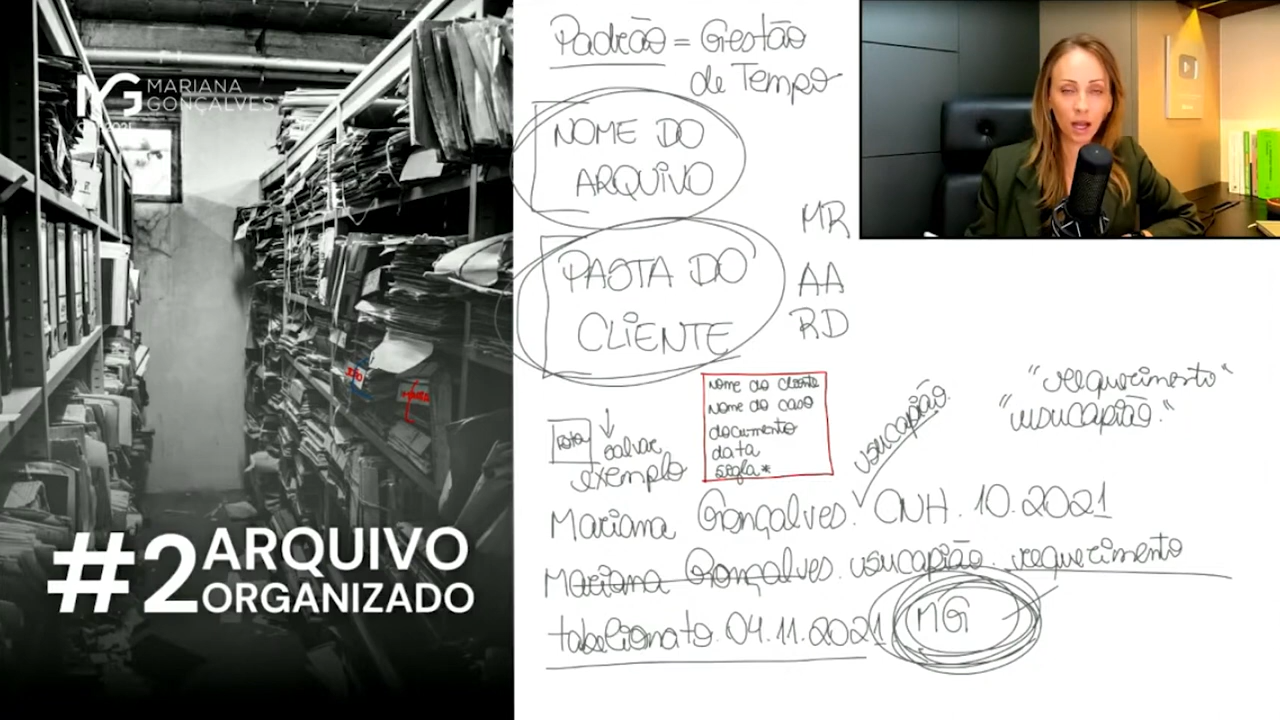 MG MARIANA
GONÇALVES
#2 ARQUIVO
ORGANIZADO
Padrão = Gestão
de Tempo
NOME DO
ARQUIVO
PASTA DO
CLIENTE
MR
AA
RD
nome do cliente
nome do caso
documento
data
sigla*
usucapião
"requerimento"
"usucapião."
salvar
exemplo
Mariana Gonçalves. CNH. 10.2021
Mariana Gonçalves. usucapião. requerimento
tabelionato. 04.11.2021
MG